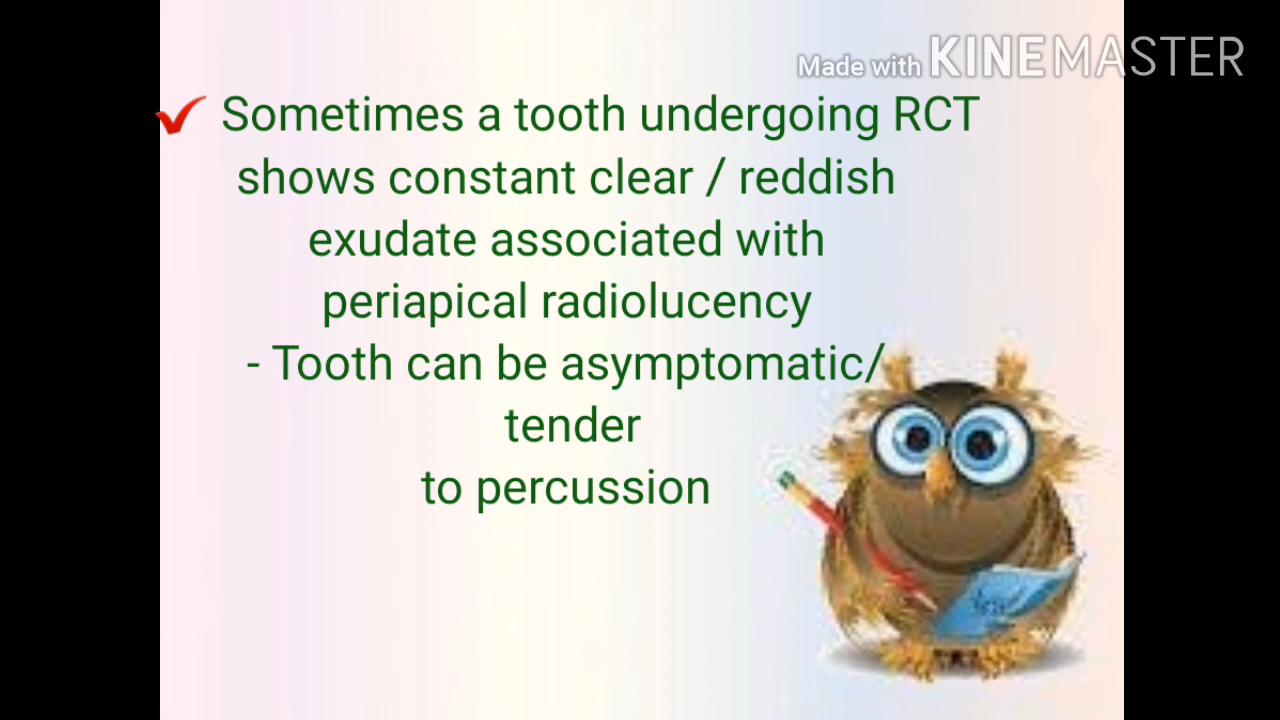 Made with KINEMASTER
Sometimes a tooth undergoing RCT
shows constant clear / reddish
exudate associated with
periapical radiolucency
- Tooth can be asymptomatic/
tender
to percussion